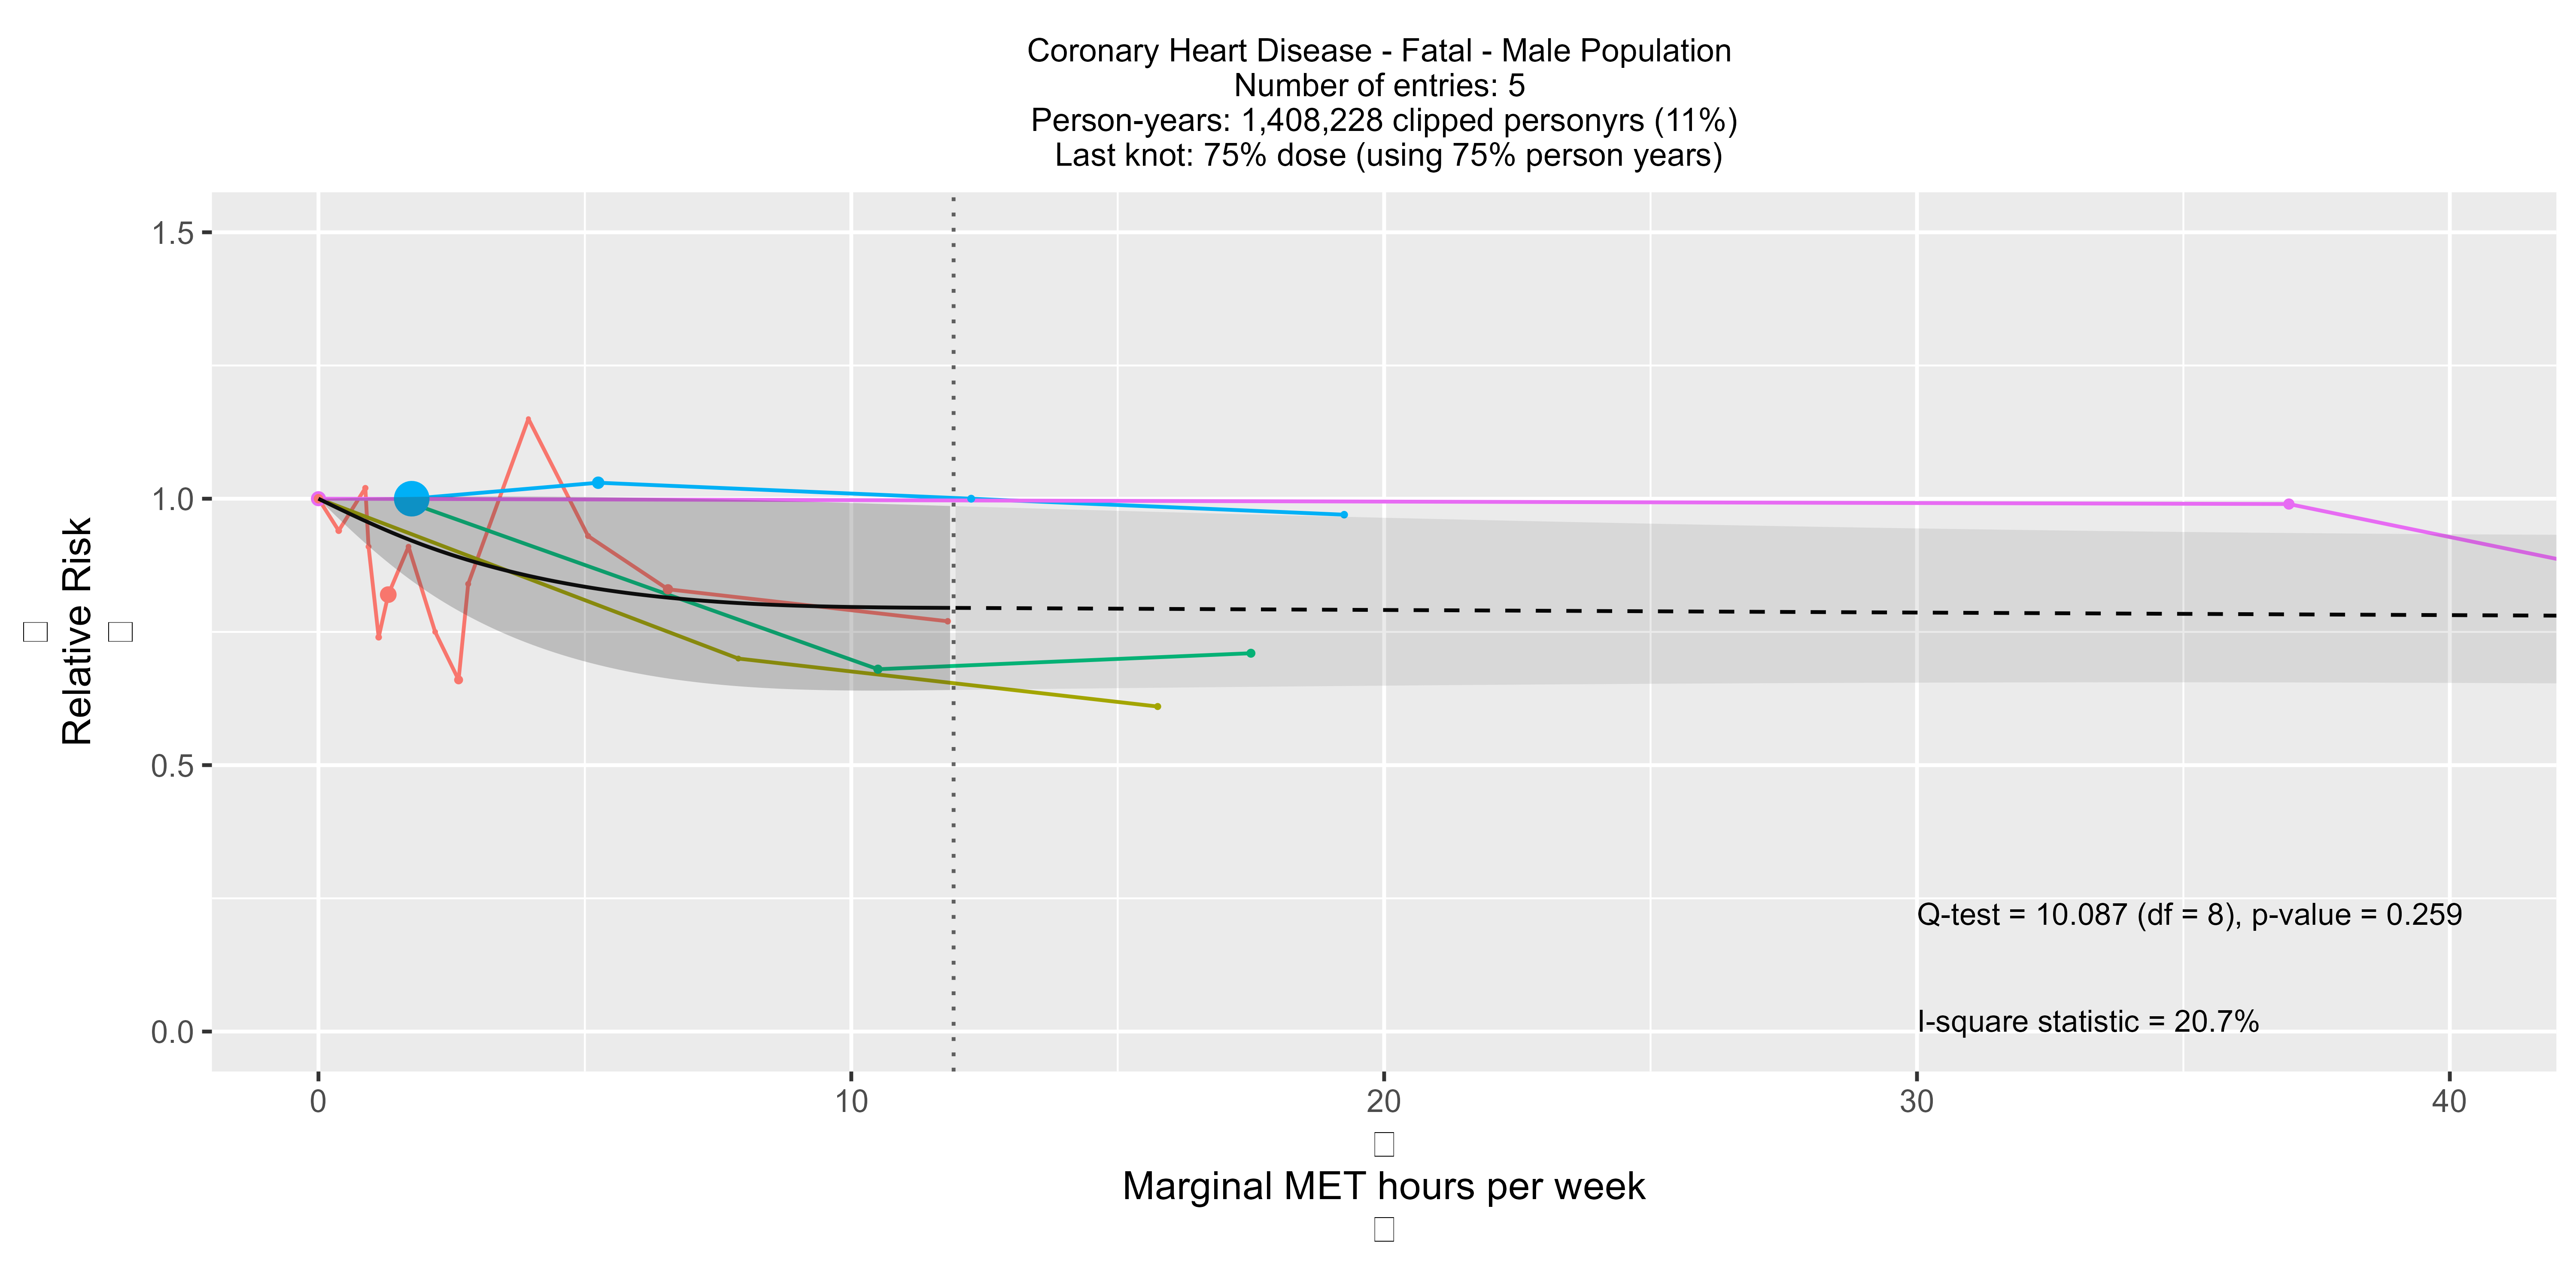 Coronary Heart Disease - Fatal - Male Population
Number of entries: 5
Person-years: 1,408,228 clipped personyrs (11%)
Last knot: 75% dose (using 75% person years)
1.5
1.0
0.5
0.0
Relative Risk
Q-test = 10.087 (df = 8), p-value = 0.259
I-square statistic = 20.7%
0 10 20 30 40
Marginal MET hours per week